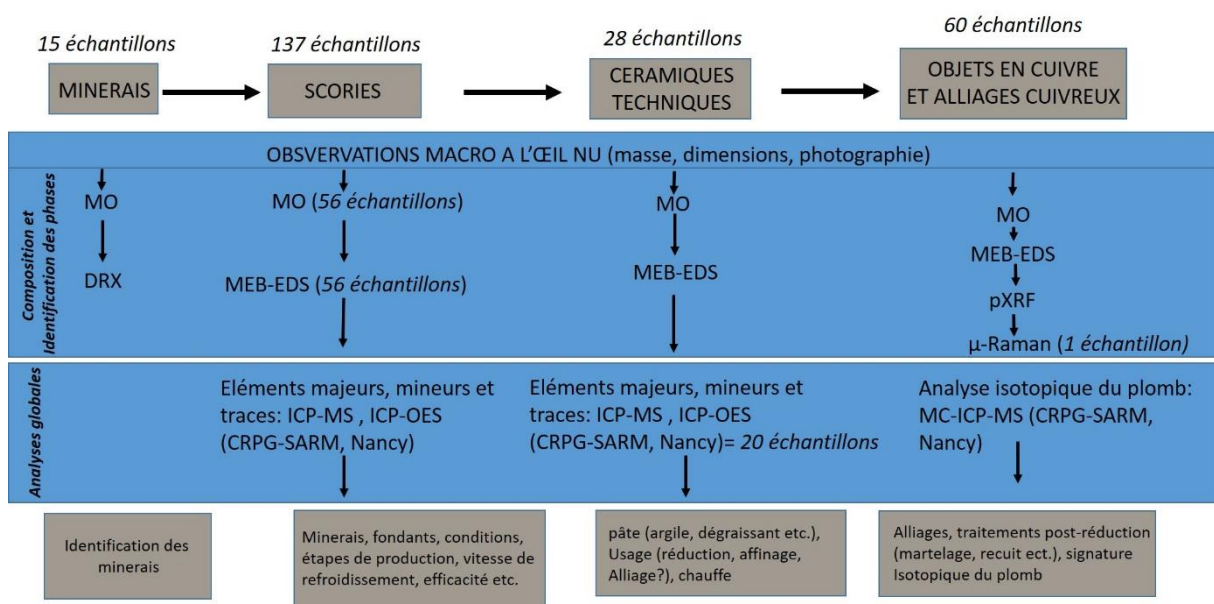 15 échantillons
137 échantillons
28 échantillons
60 échantillons
MINERAIS
SCORIES
CERAMIQUES
TECHNIQUES
OBJETS EN CUIVRE
ET ALLIAGES CUIVREUX
OBSVERVATIONS MACRO A L'ŒIL NU (masse, dimensions, photographie)
Composition et
Identification des phases
MO
DRX
MO (56 échantillons)
MEB-EDS (56 échantillons)
MO
MEB-EDS
MO
MEB-EDS
pXRF
µ-Raman (1 échantillon)
Analyses globales
Eléments majeurs, mineurs et
traces: ICP-MS , ICP-OES
(CRPG-SARM, Nancy)
Eléments majeurs, mineurs et
traces: ICP-MS , ICP-OES
(CRPG-SARM, Nancy)= 20 échantillons
Analyse isotopique du plomb:
MC-ICP-MS (CRPG-SARM,
Nancy)
Identification des
minerais
Minerais, fondants, conditions,
étapes de production, vitesse de
refroidissement, efficacité etc.
pâte (argile, dégraissant etc.),
Usage (réduction, affinage,
Alliage?), chauffe
Alliages, traitements post-réduction
(martelage, recuit ect.), signature
Isotopique du plomb